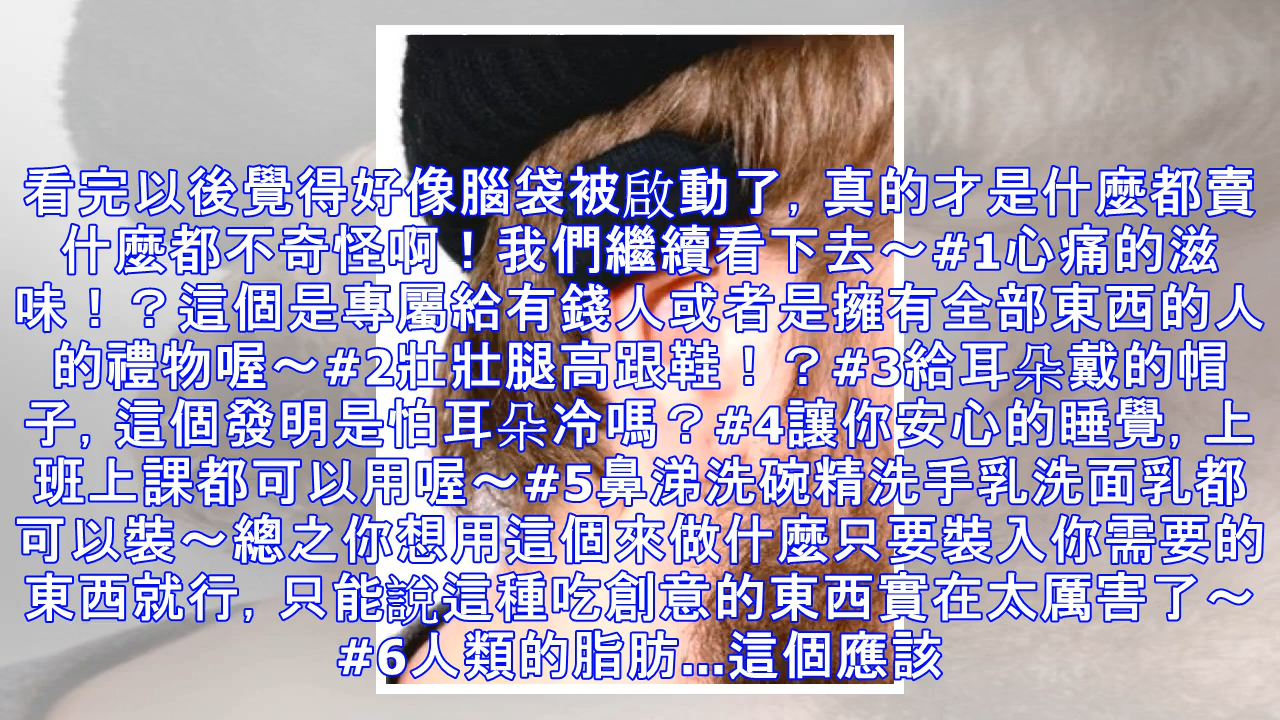 看完以後覺得好像腦袋被啟動了, 真的才是什麼都賣
什麼都不奇怪啊！我們繼續看下去～#1心痛的滋
味！？這個是專屬給有錢人或者是擁有全部東西的人
的禮物喔～#2壯壯腿高跟鞋！？#3給耳朵戴的帽
子, 這個發明是怕耳朵冷嗎？#4讓你安心的睡覺, 上
班上課都可以用喔～#5鼻涕洗碗精洗手乳洗面乳都
可以裝～總之你想用這個來做什麼只要裝入你需要的
東西就行, 只能說這種吃創意的東西實在太厲害了～
#6人類的脂肪...這個應該